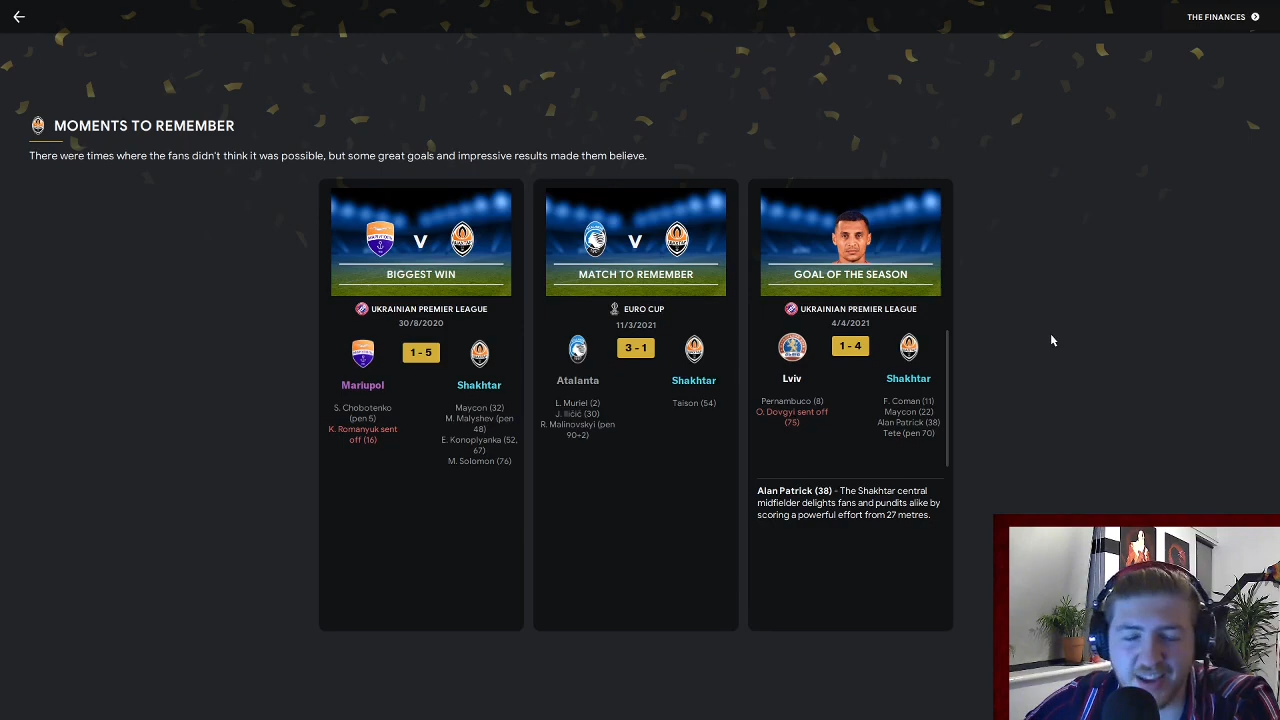 THE FINANCES
MOMENTS TO REMEMBER
There were times where the fans didn't think it was possible, but some great goals and impressive results made them believe.
V
BIGGEST WIN
UKRAINIAN PREMIER LEAGUE
30/8/2020
1 - 5
Mariupol
Shakhtar
S. Chobotenko
(pen 5)
K. Romanyuk sent
off (16)
Maycon (32)
M. Malyshev (pen
48)
E. Konoplyanka (52,
67)
M. Solomon (76)
V
MATCH TO REMEMBER
EURO CUP
11/3/2021
3 - 1
Atalanta
Shakhtar
L. Muriel (2)
J. Iličić (30)
R. Malinovskyi (pen
90+2)
Taison (54)
GOAL OF THE SEASON
UKRAINIAN PREMIER LEAGUE
4/4/2021
1 - 4
Lviv
Shakhtar
Pernambuco (8)
O. Dovgyi sent off
(75)
F. Coman (11)
Maycon (22)
Alan Patrick (38)
Tete (pen 70)
Alan Patrick (38) - The Shakhtar central
midfielder delights fans and pundits alike by
scoring a powerful effort from 27 metres.